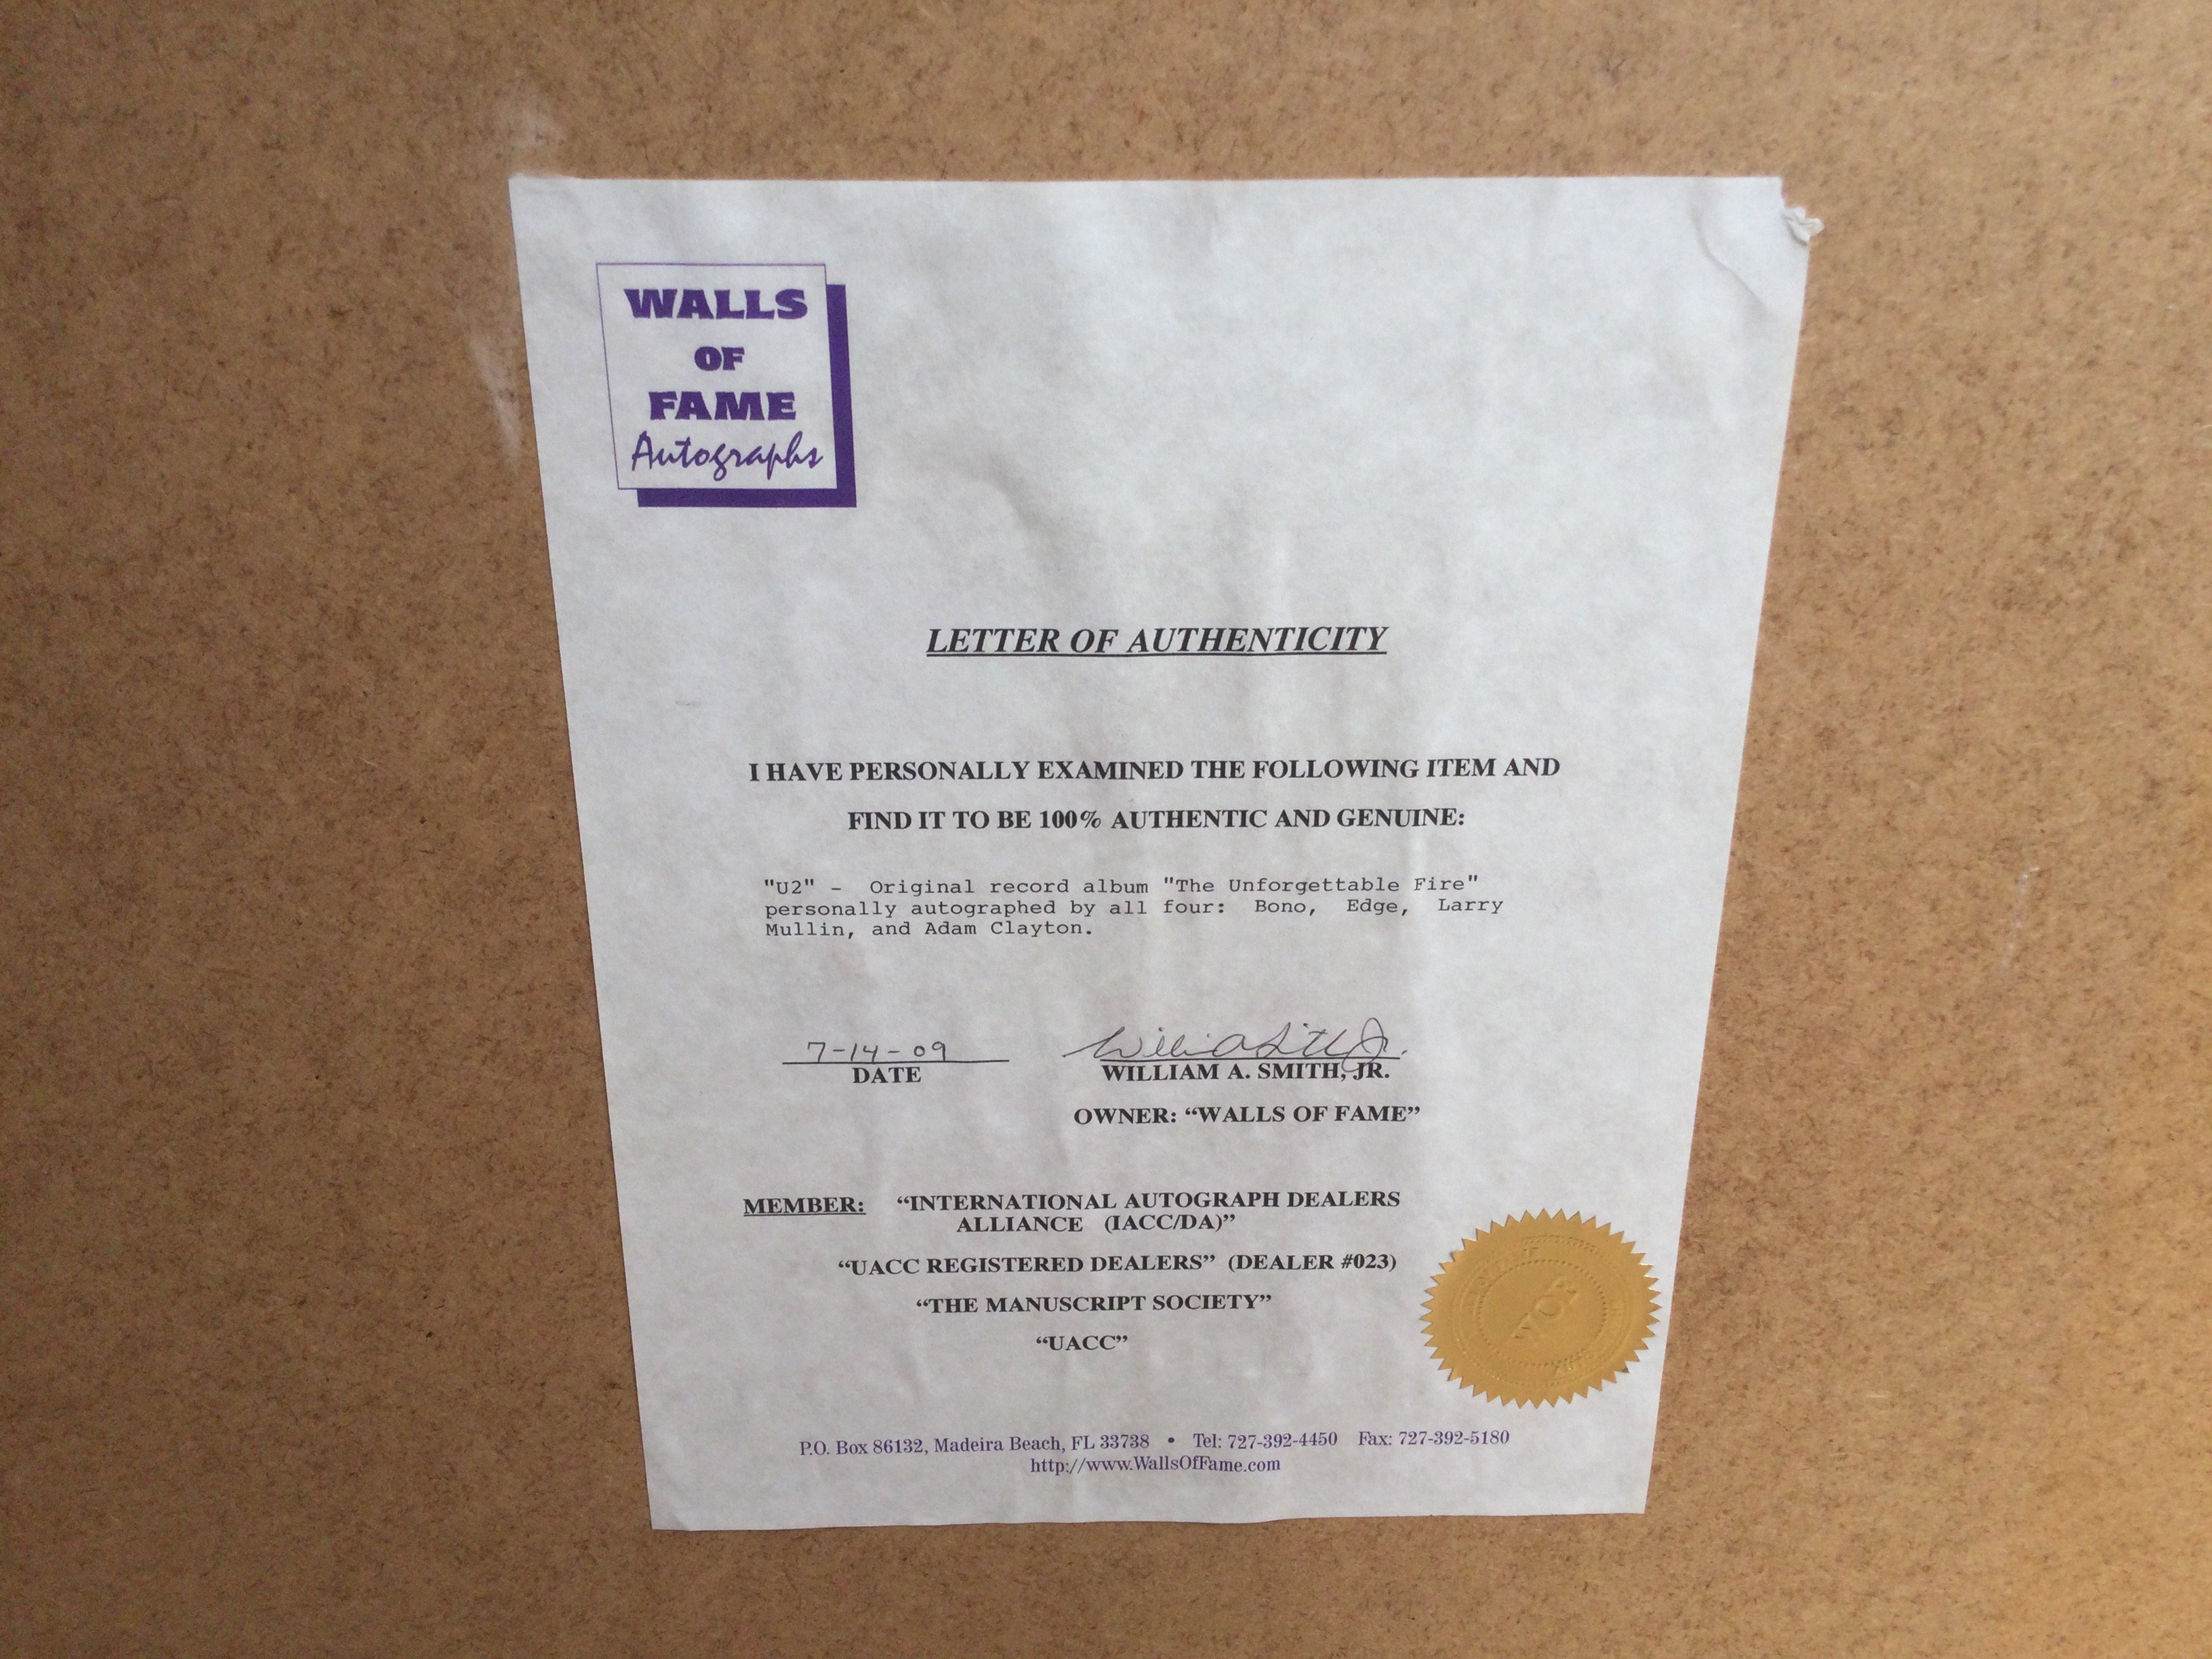 WALLS
OF
FAME
Autographs
LETTER OF AUTHENTICITY
I HAVE PERSONALLY EXAMINED THE FOLLOWING ITEM AND
FIND IT TO BE 100% AUTHENTIC AND GENUINE:
"U2" - Original record album "The Unforgettable Fire"
personally autographed by all four: Bono, Edge, Larry
Mullin, and Adam Clayton.
7-14-09
DATE
WILLIAM A. SMITH, JR.
OWNER: “WALLS OF FAME”
MEMBER: “INTERNATIONAL AUTOGRAPH DEALERS
ALLIANCE (IACC/DA)”
“UACC REGISTERED DEALERS” (DEALER #023)
“THE MANUSCRIPT SOCIETY”
“UACC”
P.O. Box 86132, Madeira Beach, FL 33738 • Tel: 727-392-4450 Fax: 727-392-5180
http://www.WallsOfFame.com